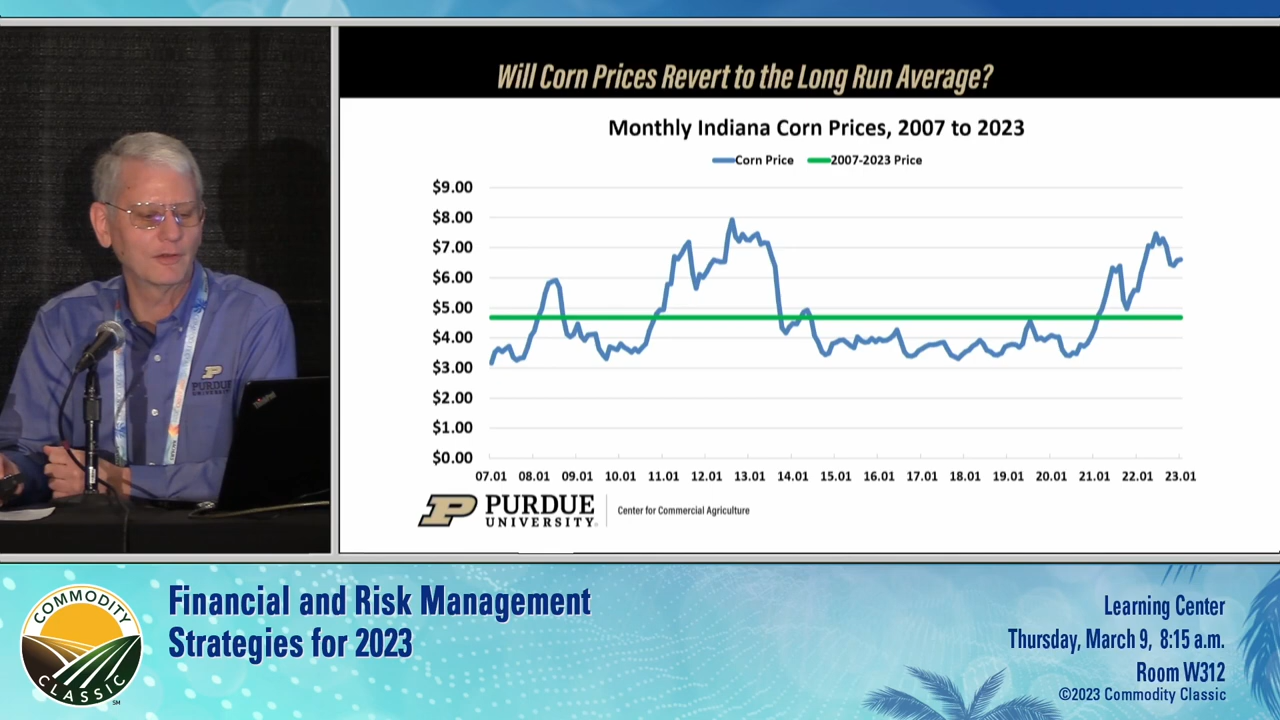 Will Corn Prices Revert to the Long Run Average?
Monthly Indiana Corn Prices, 2007 to 2023
Corn Price 2007-2023 Price
$9.00
$8.00
$7.00
$6.00
$5.00
$4.00
$3.00
$2.00
$1.00
$0.00
07.01 08.01 09.01 10.01 11.01 12.01 13.01 14.01 15.01 16.01 17.01 18.01 19.01 20.01 21.01 22.01 23.01
PURDUE
UNIVERSITY
Center for Commercial Agriculture
PURDUE
UNIVERSITY
COMMODITY
CLASSIC
SM
Financial and Risk Management
Strategies for 2023
Learning Center
Thursday, March 9, 8:15 a.m.
Room W312
©2023 Commodity Classic